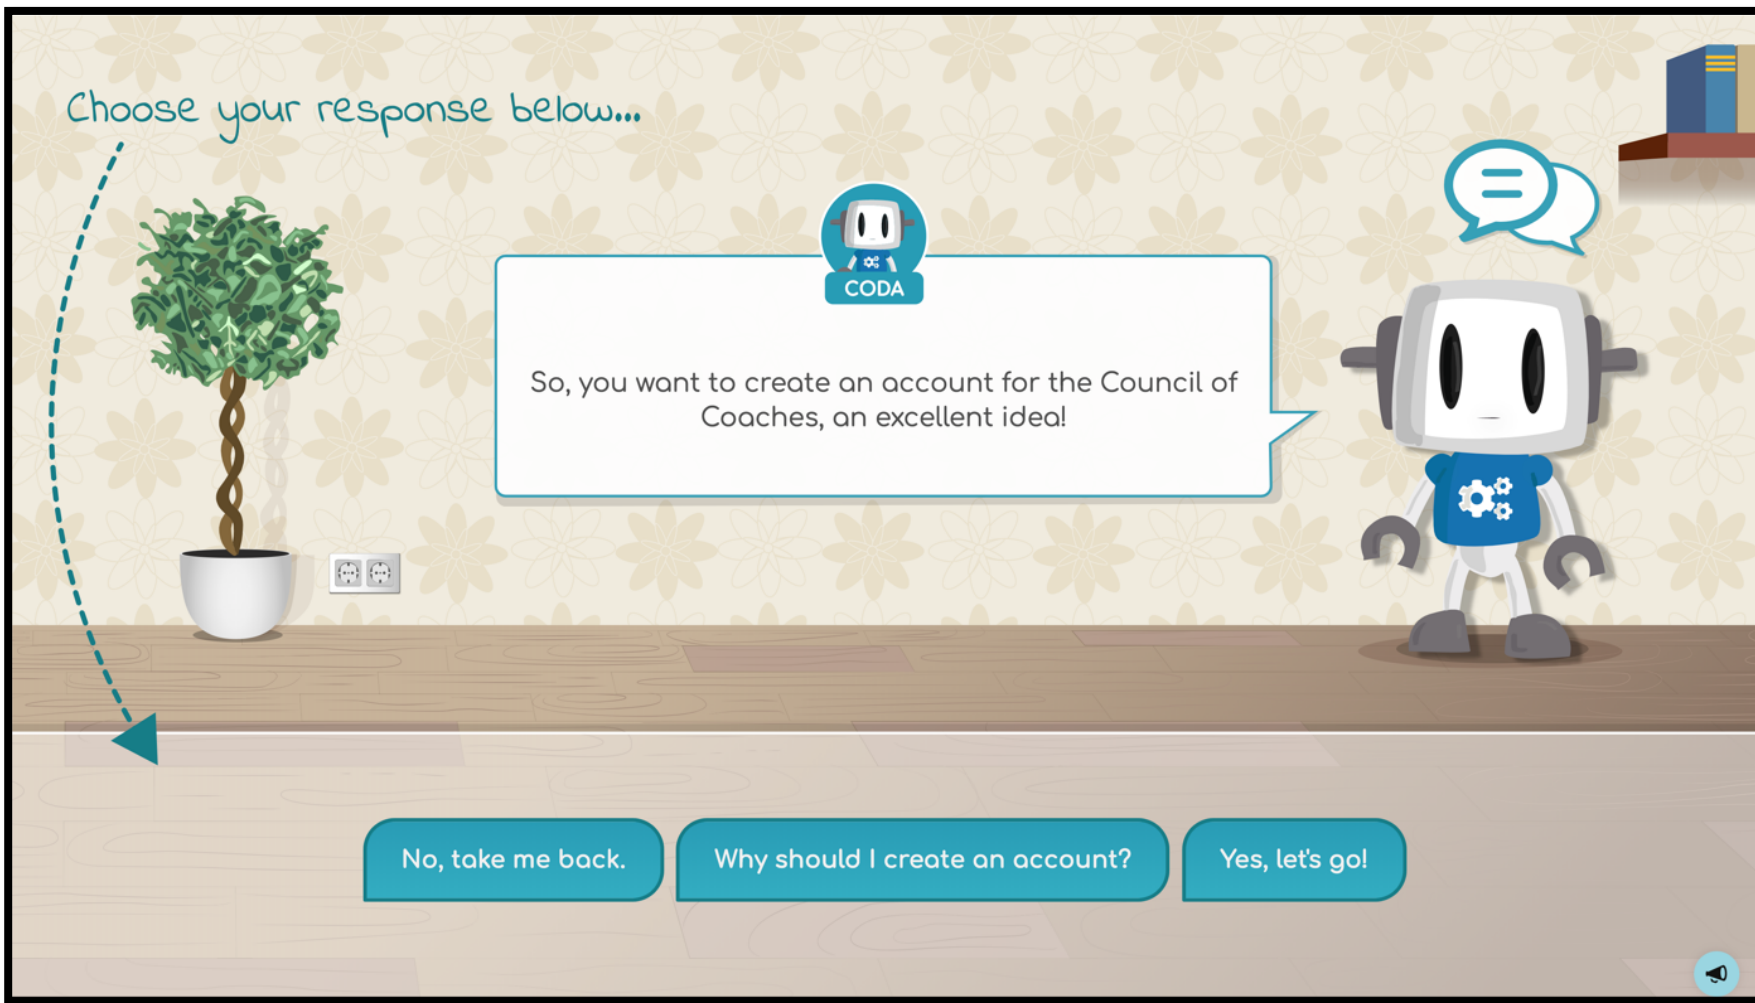 Choose your response below...
CODA
So, you want to create an account for the Council of
Coaches, an excellent idea!
No, take me back.
Why should I create an account?
Yes, let's go!